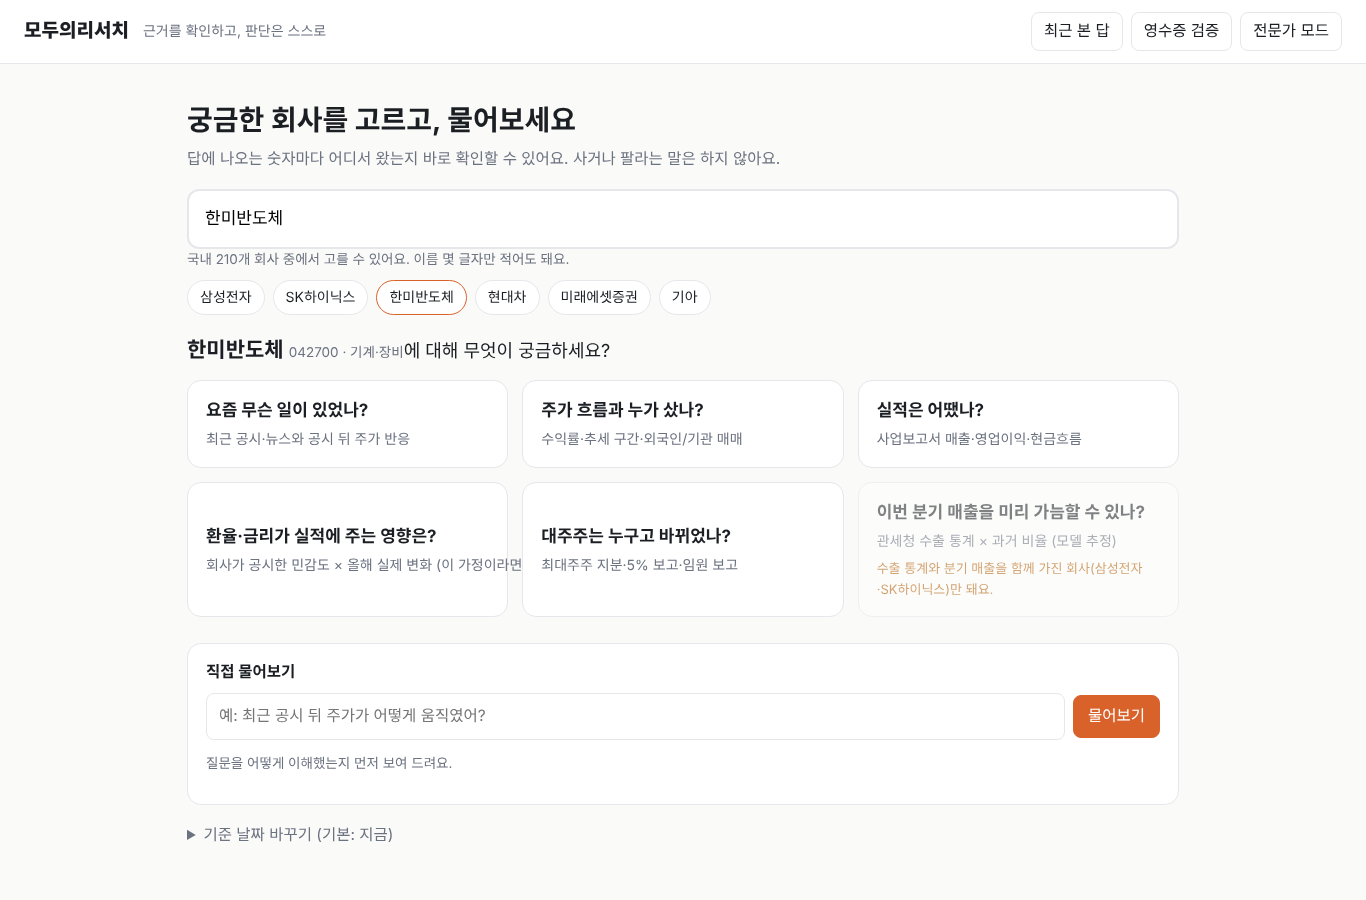 모두의리서치 근거를 확인하고, 판단은 스스로
최근 본 답 영수증 검증 전문가 모드
궁금한 회사를 고르고, 물어보세요
답에 나오는 숫자마다 어디서 왔는지 바로 확인할 수 있어요. 사거나 팔라는 말은 하지 않아요.
한미반도체
국내 210개 회사 중에서 고를 수 있어요. 이름 몇 글자만 적어도 돼요.
삼성전자 SK하이닉스 한미반도체 현대차 미래에셋증권 기아
한미반도체 042700 · 기계·장비에 대해 무엇이 궁금하세요?
요즘 무슨 일이 있었나?
최근 공시·뉴스와 공시 뒤 주가 반응
주가 흐름과 누가 샀나?
수익률·추세 구간·외국인/기관 매매
실적은 어땠나?
사업보고서 매출·영업이익·현금흐름
환율·금리가 실적에 주는 영향은?
회사가 공시한 민감도 × 올해 실제 변화 (이 가정이라면
대주주는 누구고 바뀌었나?
최대주주 지분·5% 보고·임원 보고
이번 분기 매출을 미리 가늠할 수 있나?
관세청 수출 통계 × 과거 비율 (모델 추정)
수출 통계와 분기 매출을 함께 가진 회사(삼성전자
·SK하이닉스)만 돼요.
직접 물어보기
예: 최근 공시 뒤 주가가 어떻게 움직였어?
물어보기
질문을 어떻게 이해했는지 먼저 보여 드려요.
▶ 기준 날짜 바꾸기 (기본: 지금)